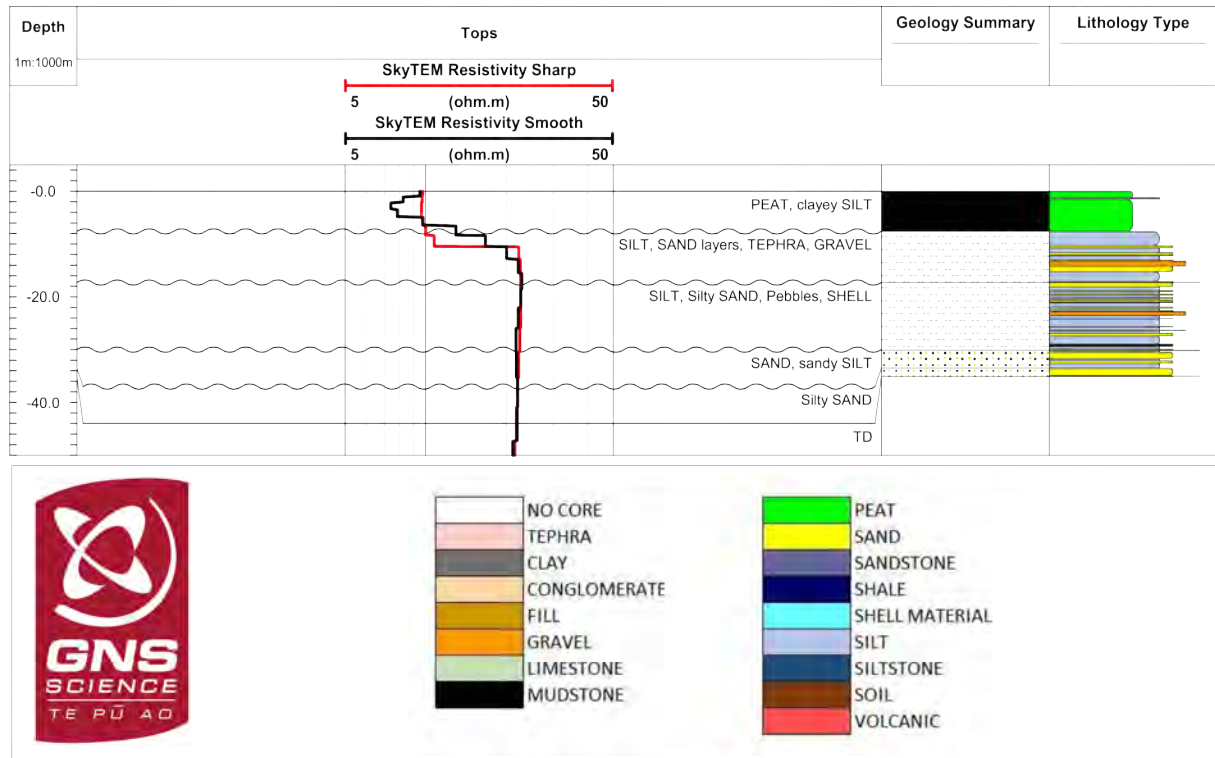 Depth
1m:1000m
Tops
Geology Summary
Lithology Type
SkyTEM Resistivity Sharp
5 (ohm.m) 50
SkyTEM Resistivity Smooth
5 (ohm.m) 50
-0.0
PEAT, clayey SILT
SILT, SAND layers, TEPHRA, GRAVEL
-20.0
SILT, Silty SAND, Pebbles, SHELL
SAND, sandy SILT
-40.0
Silty SAND
TD
GNS
SCIENCE
TE PŪ AO
NO CORE
TEPHRA
CLAY
CONGLOMERATE
FILL
GRAVEL
LIMESTONE
MUDSTONE
PEAT
SAND
SANDSTONE
SHALE
SHELL MATERIAL
SILT
SILTSTONE
SOIL
VOLCANIC